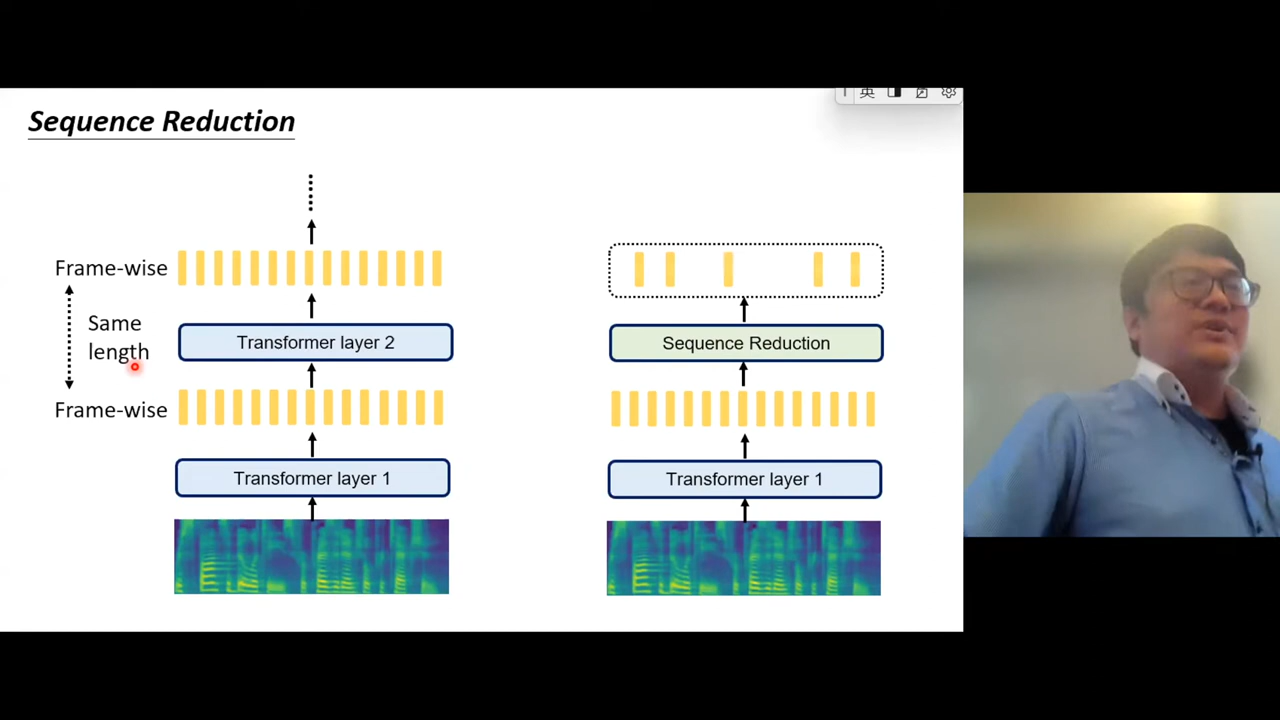 Sequence Reduction
英
Frame-wise
Same
length
Transformer layer 2
Frame-wise
Transformer layer 1
Sequence Reduction
Transformer layer 1